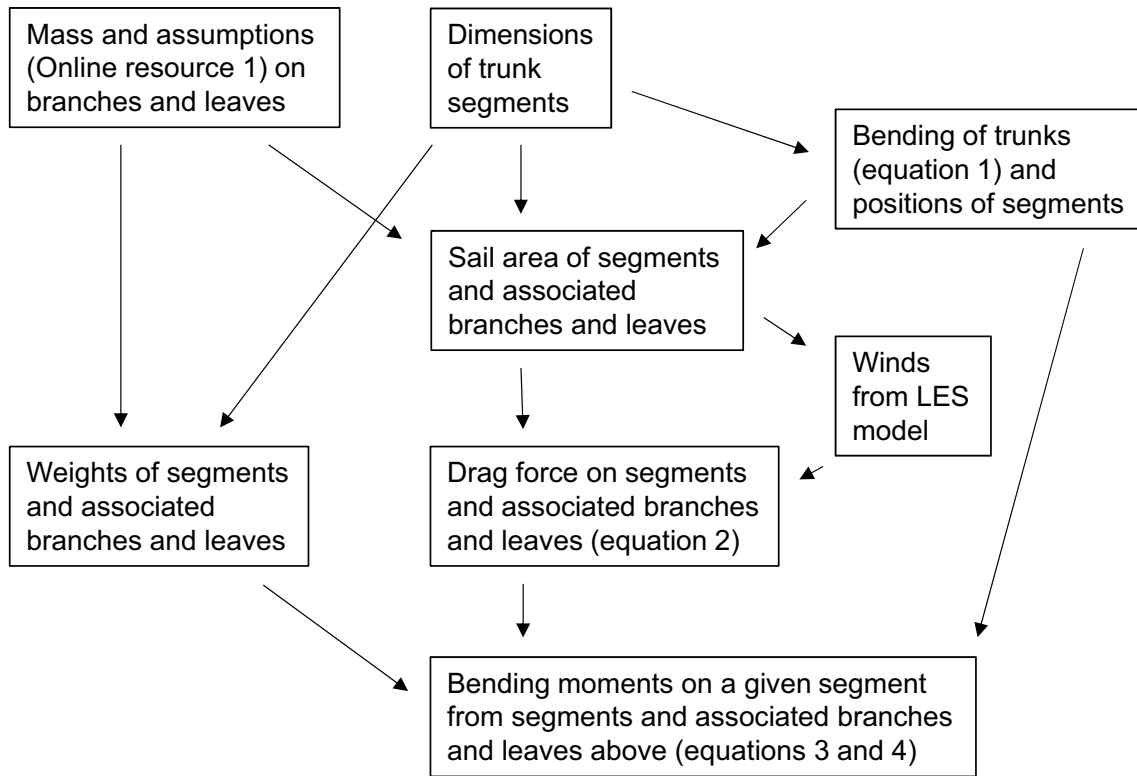 Mass and assumptions
(Online resource 1) on
branches and leaves
Dimensions
of trunk
segments
Bending of trunks
(equation 1) and
positions of segments
Sail area of segments
and associated
branches and leaves
Winds
from LES
model
Weights of segments
and associated
branches and leaves
Drag force on segments
and associated branches
and leaves (equation 2)
Bending moments on a given segment
from segments and associated branches
and leaves above (equations 3 and 4)